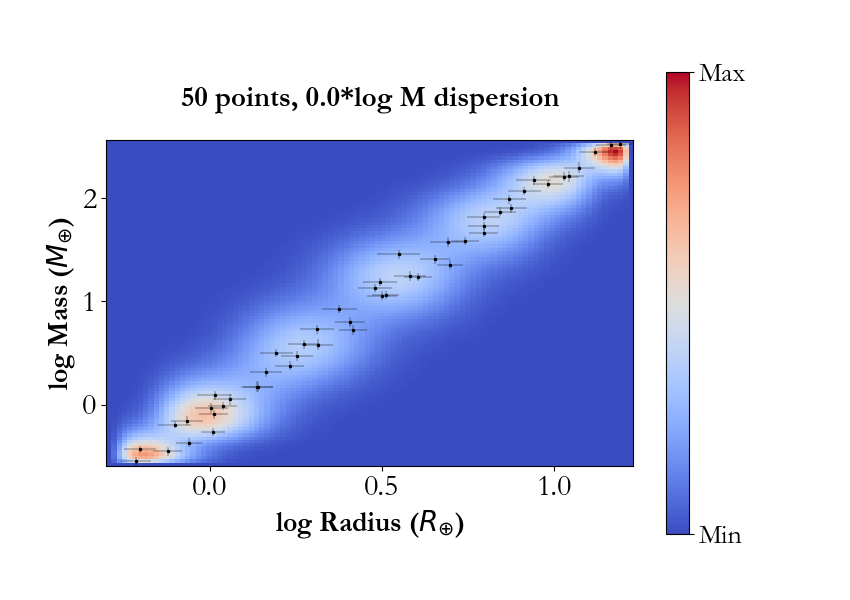 50 points, 0.0*log M dispersion
Max
Min
log Mass (M⊕)
2
1
0
0.0 0.5 1.0
log Radius (R⊕)